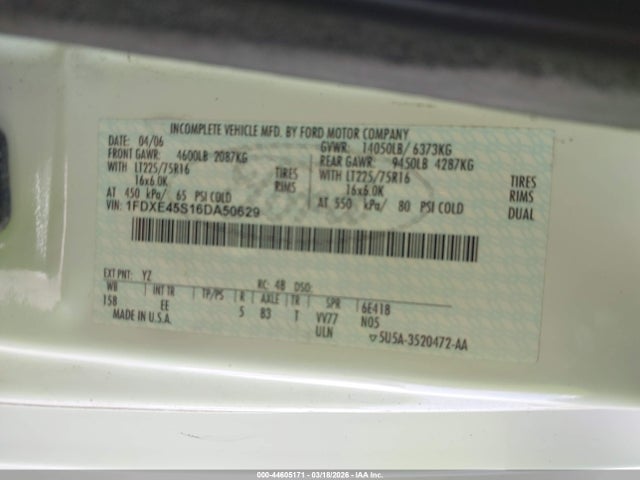 INCOMPLETE VEHICLE MFD. BY FORD MOTOR COMPANY
DATE: 04/06 GVWR: 14050LB/ 6373KG
FRONT GAWR: 4600LB 2087KG REAR GAWR: 9450LB 4287KG
WITH LT225/75R16 TIRES WITH LT225/75R16 TIRES
16x6.0K RIMS 16x6.0K RIMS
AT 450 kPa/ 65 PSI COLD AT 550 kPa/ 80 PSI COLD DUAL
VIN: 1FDXE45S16DA50629
EXT PNT: YZ RC: 48 DSO:
WB INT TR TP/PS R AXLE TR SPR 6E418
158 EE 5 83 T VV77 N05
MADE IN U.S.A. ULN 5U5A-3520472-AA
000-44605171 - 03/18/2026 - IAA Inc.